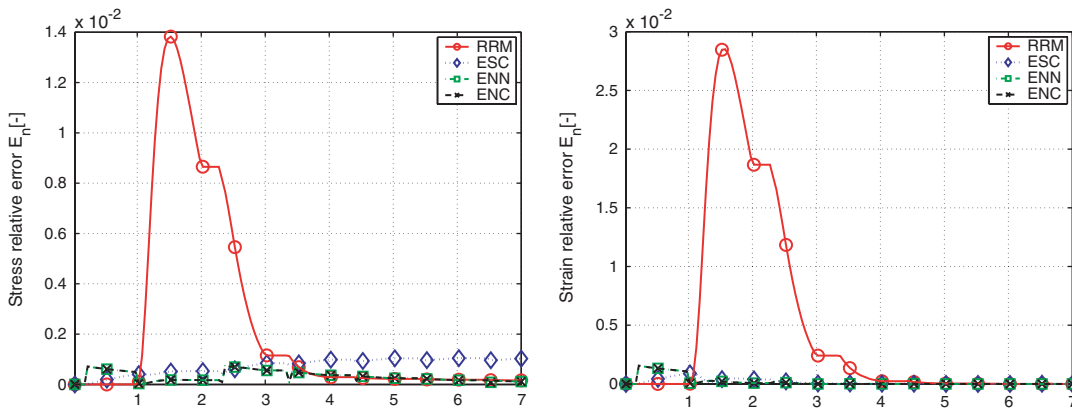 x 10^-2
1.4
1.2
1
0.8
0.6
0.4
0.2
0
1 2 3 4 5 6 7
Stress relative error E_n[-]
RRM
ESC
ENN
ENC
x 10^-2
3
2.5
2
1.5
1
0.5
0
1 2 3 4 5 6 7
Strain relative error E_n[-]
RRM
ESC
ENN
ENC